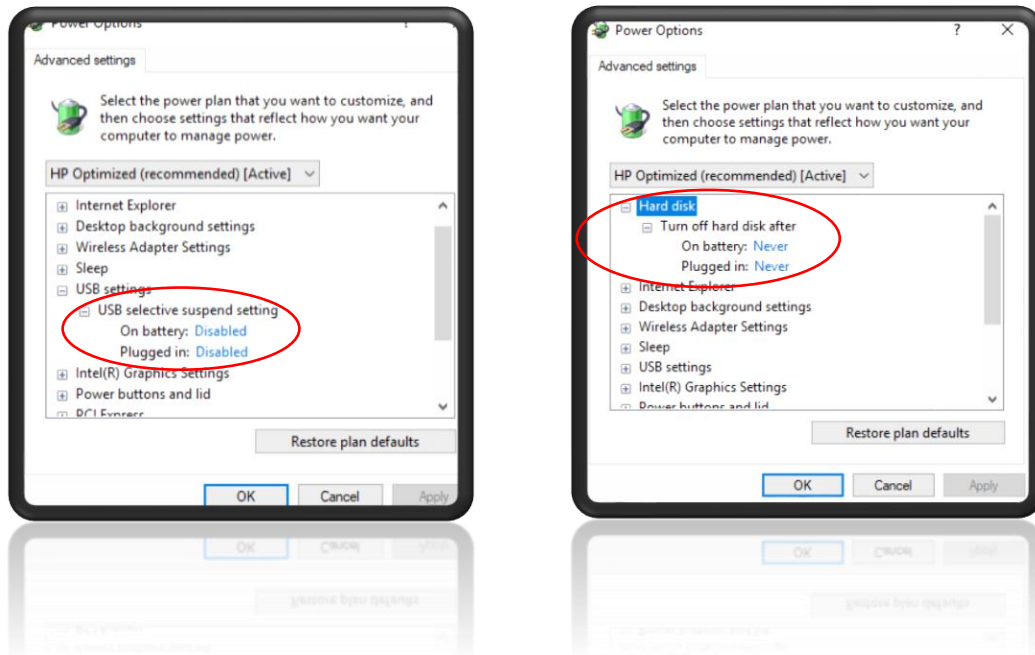 Power Options ?
Advanced settings
Select the power plan that you want to customize, and
then choose settings that reflect how you want your
computer to manage power.
HP Optimized (recommended) [Active]
Internet Explorer
Desktop background settings
Wireless Adapter Settings
Sleep
USB settings
USB selective suspend setting
On battery: Disabled
Plugged in: Disabled
Intel(R) Graphics Settings
Power buttons and lid
PCI Express
Restore plan defaults
OK Cancel Apply
Power Options ?
Advanced settings
Select the power plan that you want to customize, and
then choose settings that reflect how you want your
computer to manage power.
HP Optimized (recommended) [Active]
Hard disk
Turn off hard disk after
On battery: Never
Plugged in: Never
Internet Explorer
Desktop background settings
Wireless Adapter Settings
Sleep
USB settings
Intel(R) Graphics Settings
Power buttons and lid
Restore plan defaults
OK Cancel Apply